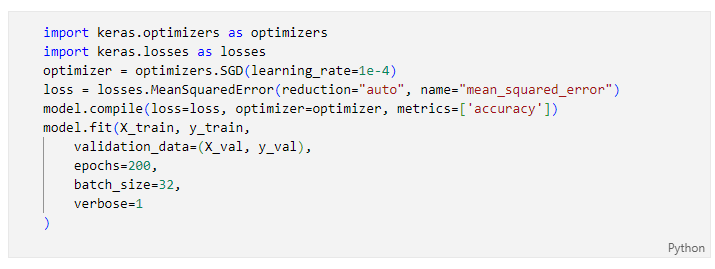 import keras.optimizers as optimizers
import keras.losses as losses
optimizer = optimizers.SGD(learning_rate=1e-4)
loss = losses.MeanSquaredError(reduction="auto", name="mean_squared_error")
model.compile(loss=loss, optimizer=optimizer, metrics=['accuracy'])
model.fit(X_train, y_train,
    validation_data=(X_val, y_val),
    epochs=200,
    batch_size=32,
    verbose=1
)
Python